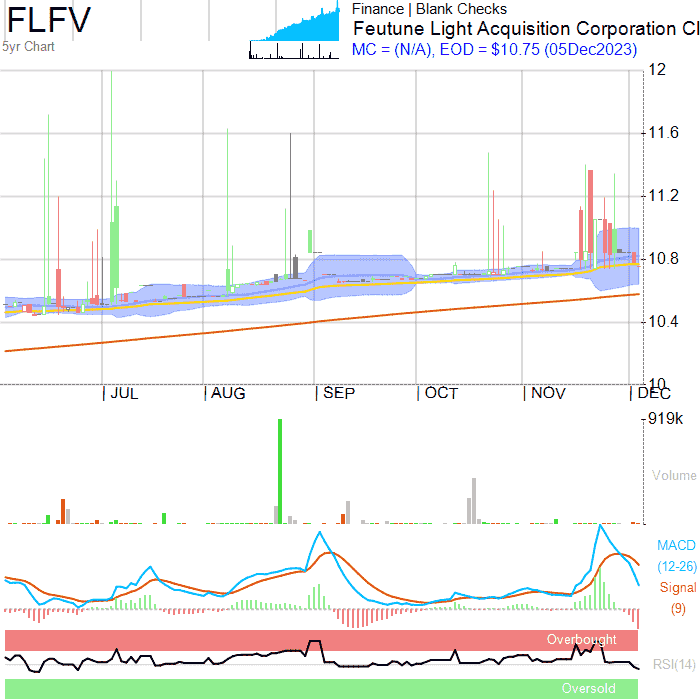 FLFV
5yr Chart
Finance | Blank Checks
Feutune Light Acquisition Corporation Cl
MC = (N/A), EOD = $10.75 (05Dec2023)
12
11.6
11.2
10.8
10.4
10
| JUL | AUG | SEP | OCT | NOV | DEC
919k
Volume
MACD
(12-26)
Signal
(9)
Overbought
RSI(14)
Oversold